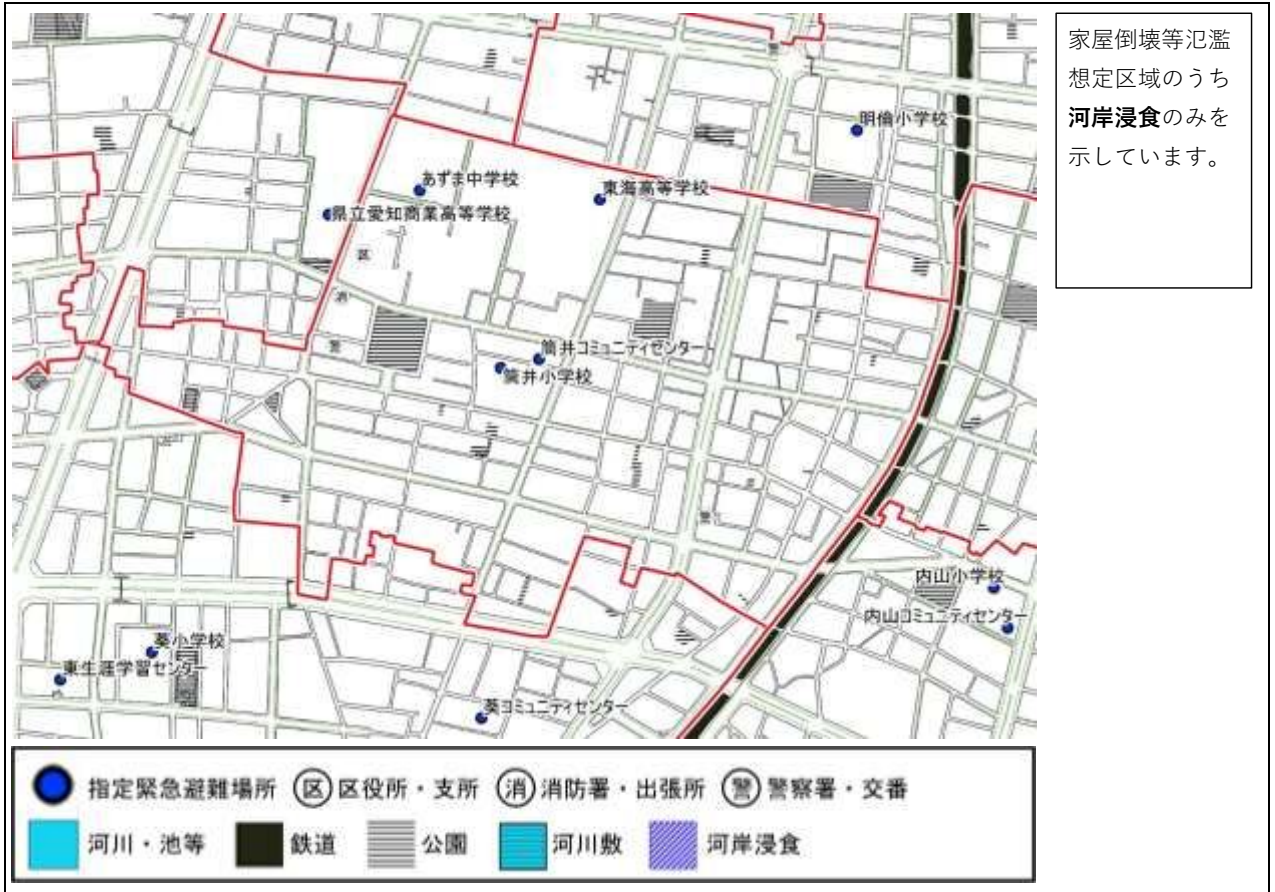 家屋倒壊等氾濫
想定区域のうち
河岸浸食のみを
示しています。
明倫小学校
あずま中学校
東海高等学校
県立愛知商業高等学校
区
消
警
筒井コミュニティセンター
筒井小学校
内山小学校
内山コミュニティセンター
葵小学校
東生涯学習センター
葵コミュニティセンター
指定緊急避難場所 区 区役所・支所 消 消防署・出張所 警 警察署・交番
河川・池等 鉄道 公園 河川敷 河岸浸食